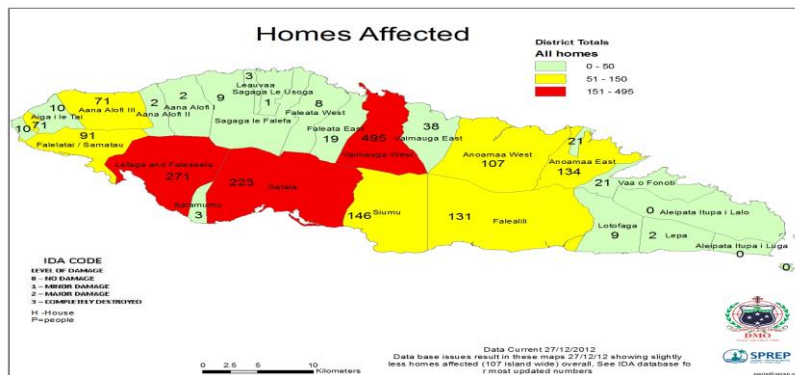 Homes Affected
District Totals
All homes
0 - 50
51 - 150
151 - 495
3
Leauvaa
Sagaga Le Usoga
1
71
Aana Alofi III
2
Aana Alofi I
2
Aana Alofi II
9
Sagaga le Falefa
8
Faleata West
Faleata East
19
10
Aiga i le Tai
10
71
91
Falelatai / Samatau
495
Vaimauga West
38
Vaimauga East
Anoamaa West
107
21
Anoamaa East
134
Lefaga and Faleseela
271
223
Safata
Salamumu
3
146 Siumu
131
Falealili
21
Vaa o Fonoti
0 Aleipata Itupa i Lalo
Lotofaga
9
2 Lepa
Aleipata Itupa i Luga
0
0
IDA CODE
LEVEL OF DAMAGE
0 – NO DAMAGE
1 – MINOR DAMAGE
2 – MAJOR DAMAGE
3 – COMPLETELY DESTROYED
H -House
P=people
0 2.5 5 10
Kilometers
Data Current 27/12/2012
Data base issues result in these maps 27/12/12 showing slightly
less homes affected (107 island wide) overall, See IDA database fo
r most updated numbers
DMO
SPREP